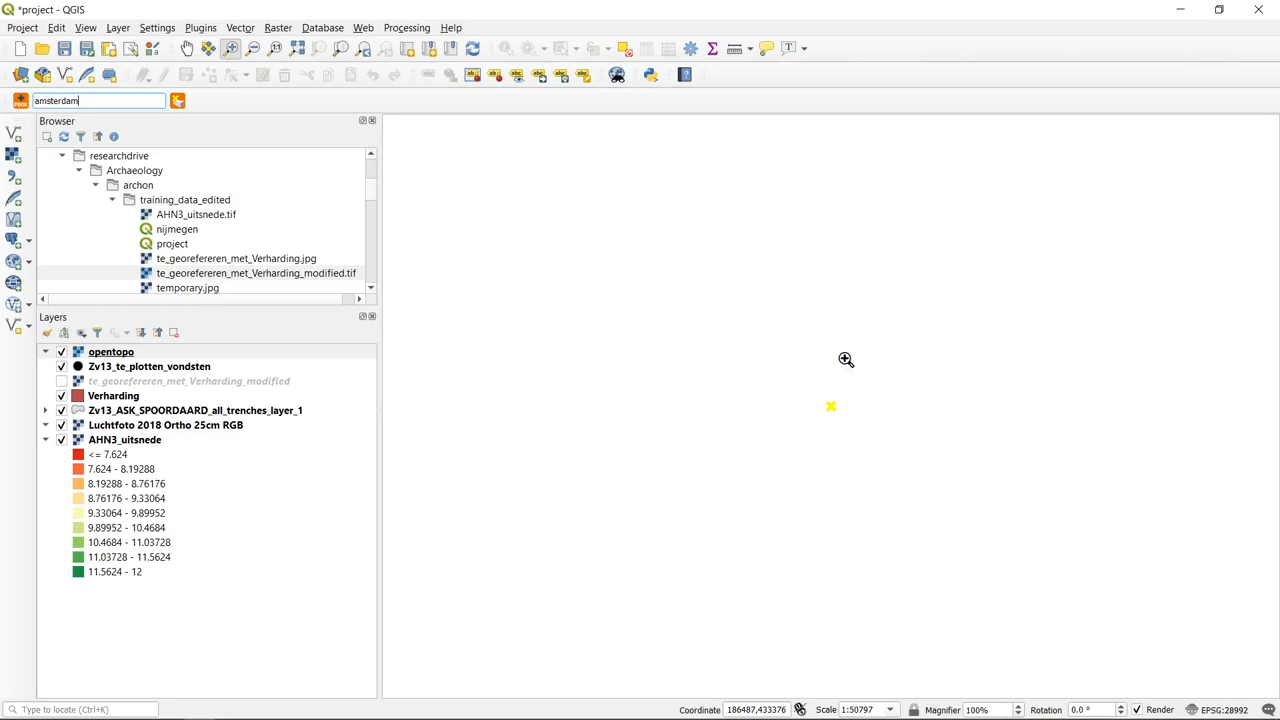 *project — QGIS
Project Edit View Layer Settings Plugins Vector Raster Database Web Processing Help
amsterdam
Browser
researchdrive
Archaeology
archon
training_data_edited
AHN3_uitsnede.tif
nijmegen
project
te_georefereren_met_Verharding.jpg
te_georefereren_met_Verharding_modified.tif
temporary.jpg
Layers
opentopo
Zv13_te_plotten_vondsten
te_georefereren_met_Verharding_modified
Verharding
Zv13_ASK_SPOORDAARD_all_trenches_layer_1
Luchtfoto 2018 Ortho 25cm RGB
AHN3_uitsnede
<= 7.624
7.624 - 8.19288
8.19288 - 8.76176
8.76176 - 9.33064
9.33064 - 9.89952
9.89952 - 10.4684
10.4684 - 11.03728
11.03728 - 11.5624
11.5624 - 12
Type to locate (Ctrl+K) Coordinate 186487,433376 Scale 1:50797 Magnifier 100% Rotation 0.0 ° Render EPSG:28992